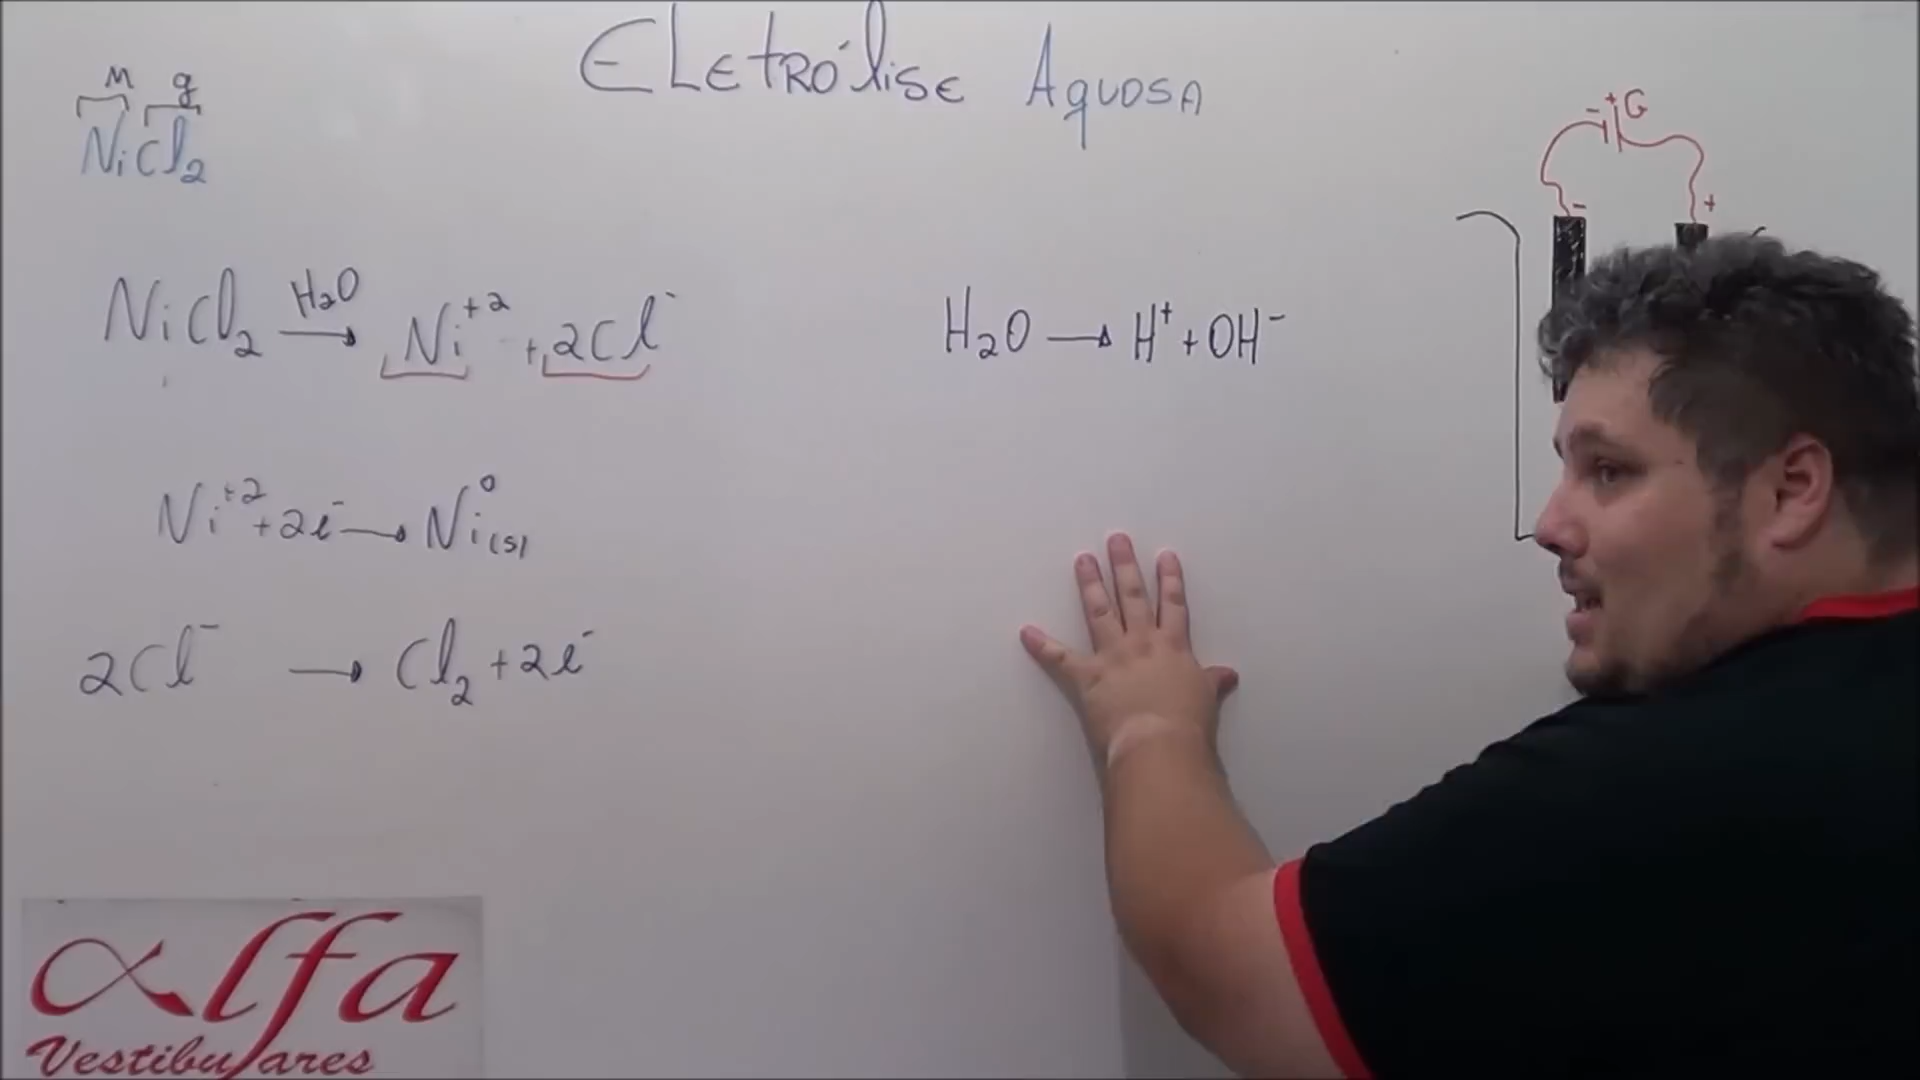 Eletrólise Aquosa
m g
NiCl₂
- + G
- +
NiCl₂ H₂O → Ni⁺² + 2Cl⁻
H₂O → H⁺ + OH⁻
Ni⁺² + 2e⁻ → Ni⁰(s)
2Cl⁻ → Cl₂ + 2e⁻
αlfa
Vestibulares